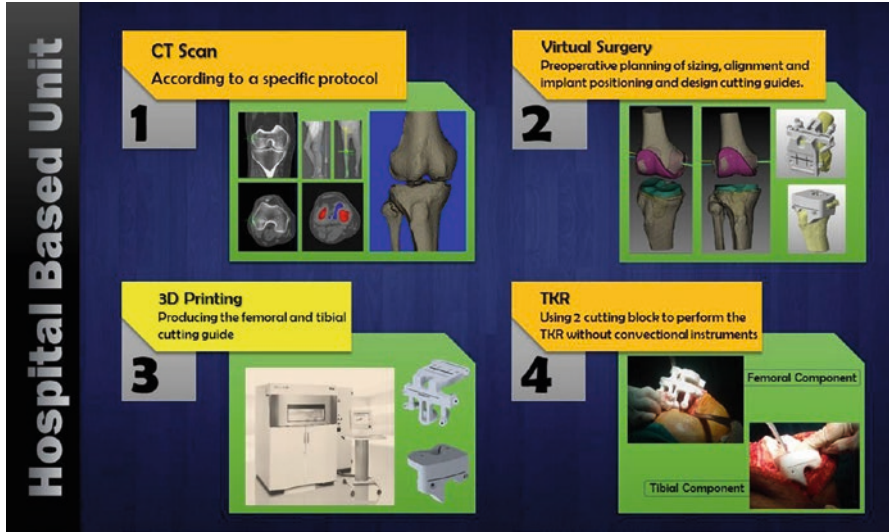 Hospital Based Unit
1
CT Scan
According to a specific protocol
2
Virtual Surgery
Preoperative planning of sizing, alignment and
implant positioning and design cutting guides.
3
3D Printing
Producing the femoral and tibial
cutting guide
4
TKR
Using 2 cutting block to perform the
TKR without convectional instruments
Femoral Component
Tibial Component